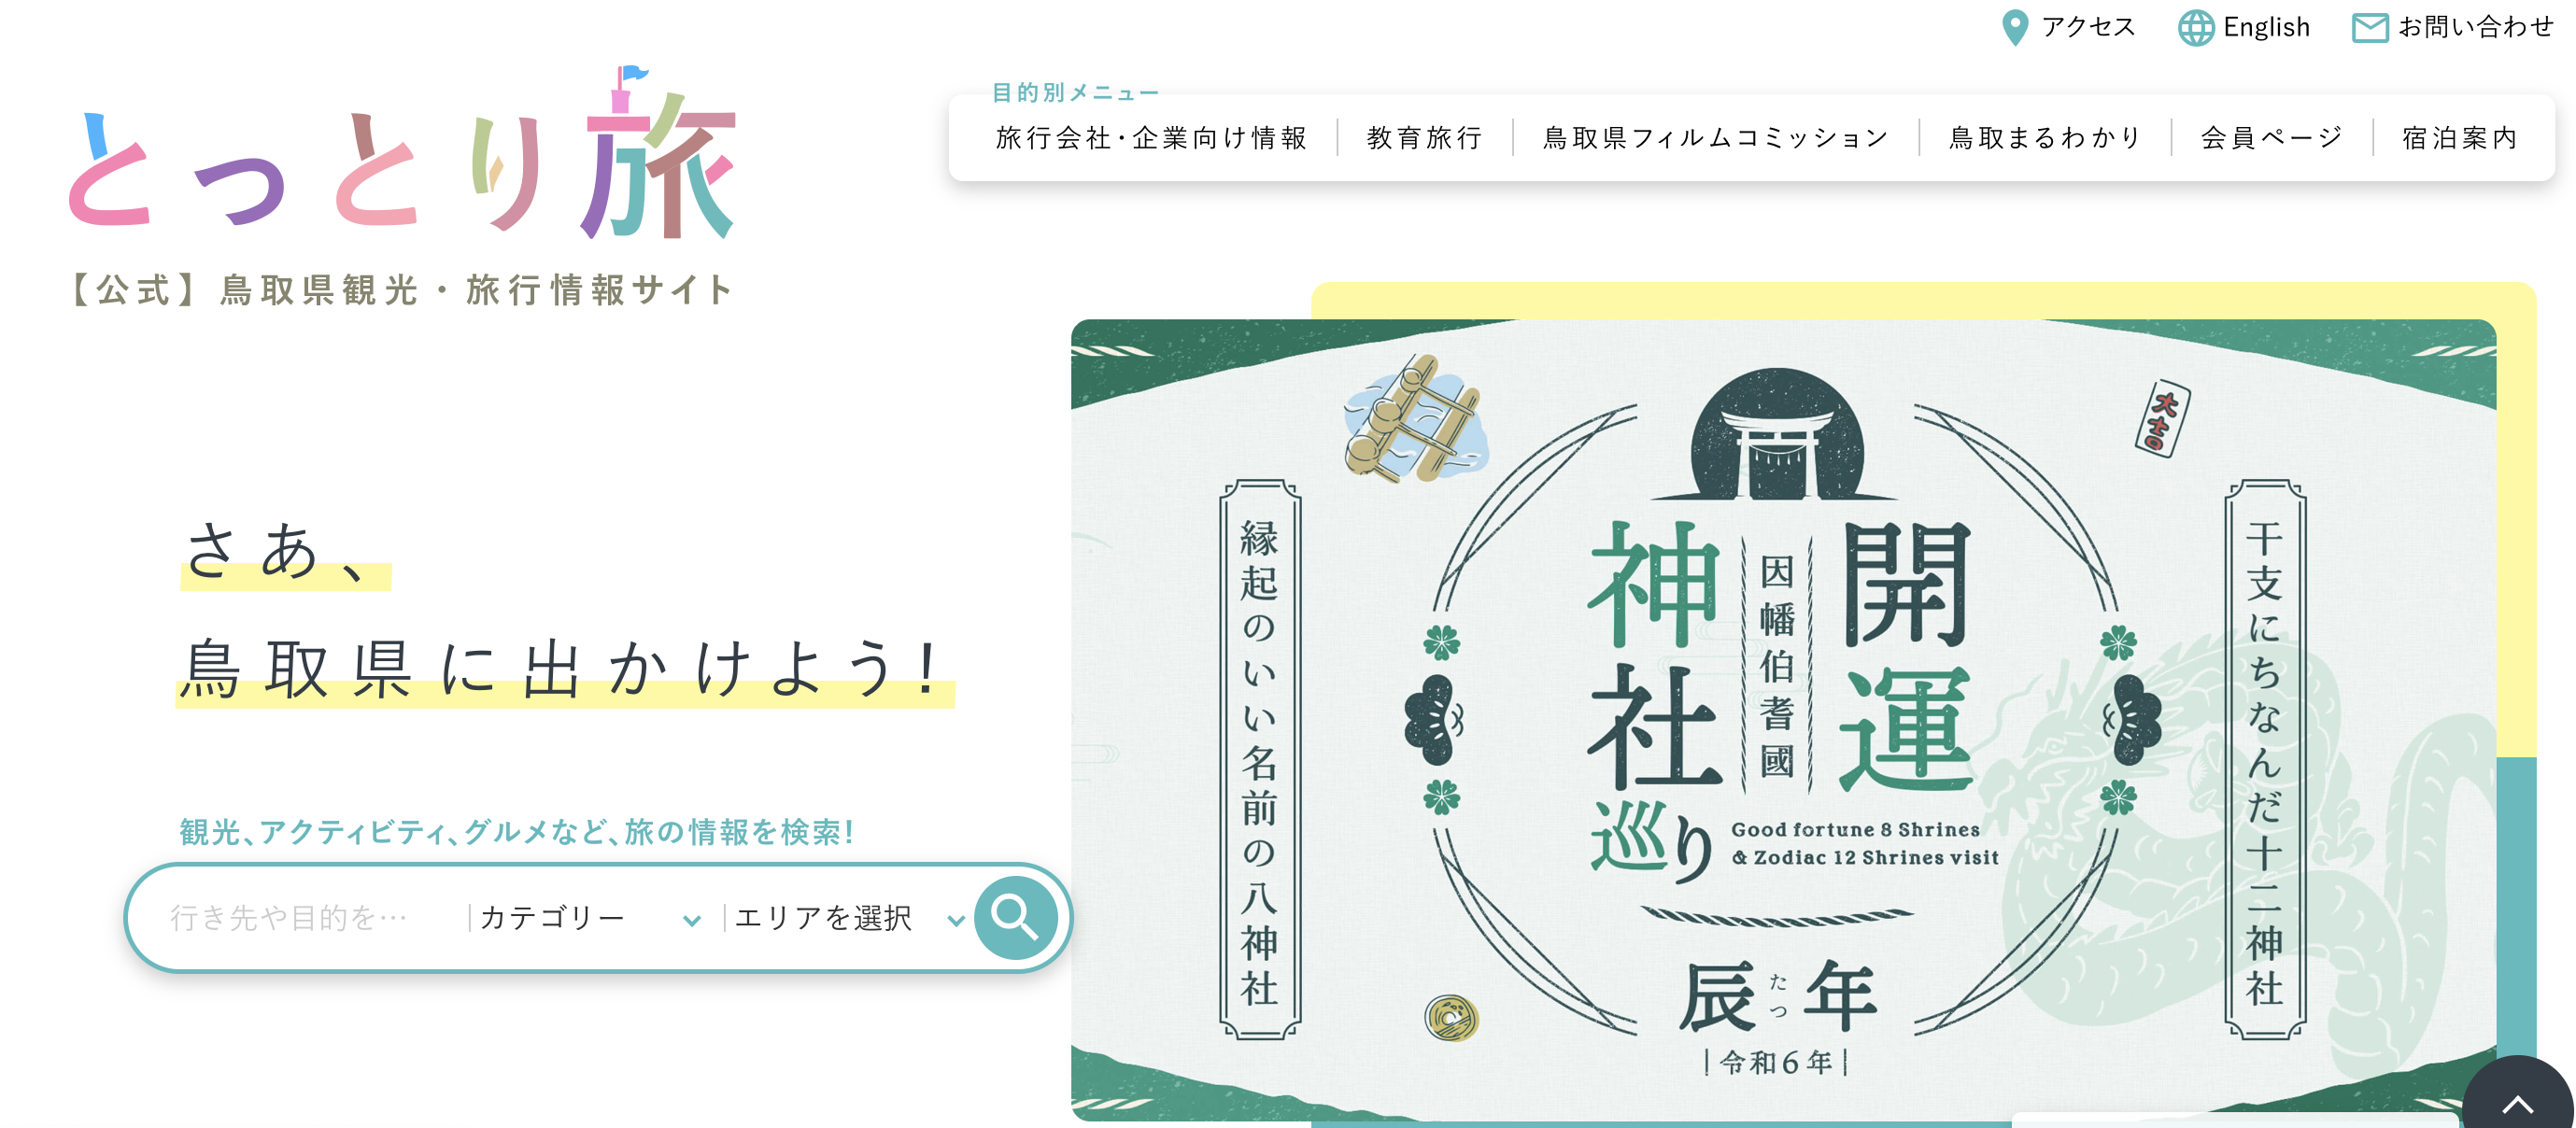 アクセス
English
お問い合わせ
とっとり旅
【公式】鳥取県観光・旅行情報サイト
目的別メニュー
旅行会社・企業向け情報
教育旅行
鳥取県フィルムコミッション
鳥取まるわかり
会員ページ
宿泊案内
さあ、
鳥取県に出かけよう!
観光、アクティビティ、グルメなど、旅の情報を検索!
行き先や目的を…
カテゴリー
エリアを選択
大吉
干支にちなんだ十二神社
開運
因幡伯耆國
神社
巡り
Good fortune 8 Shrines
& Zodiac 12 Shrines visit
辰年
たつ
令和6年
縁起のいい名前の八神社